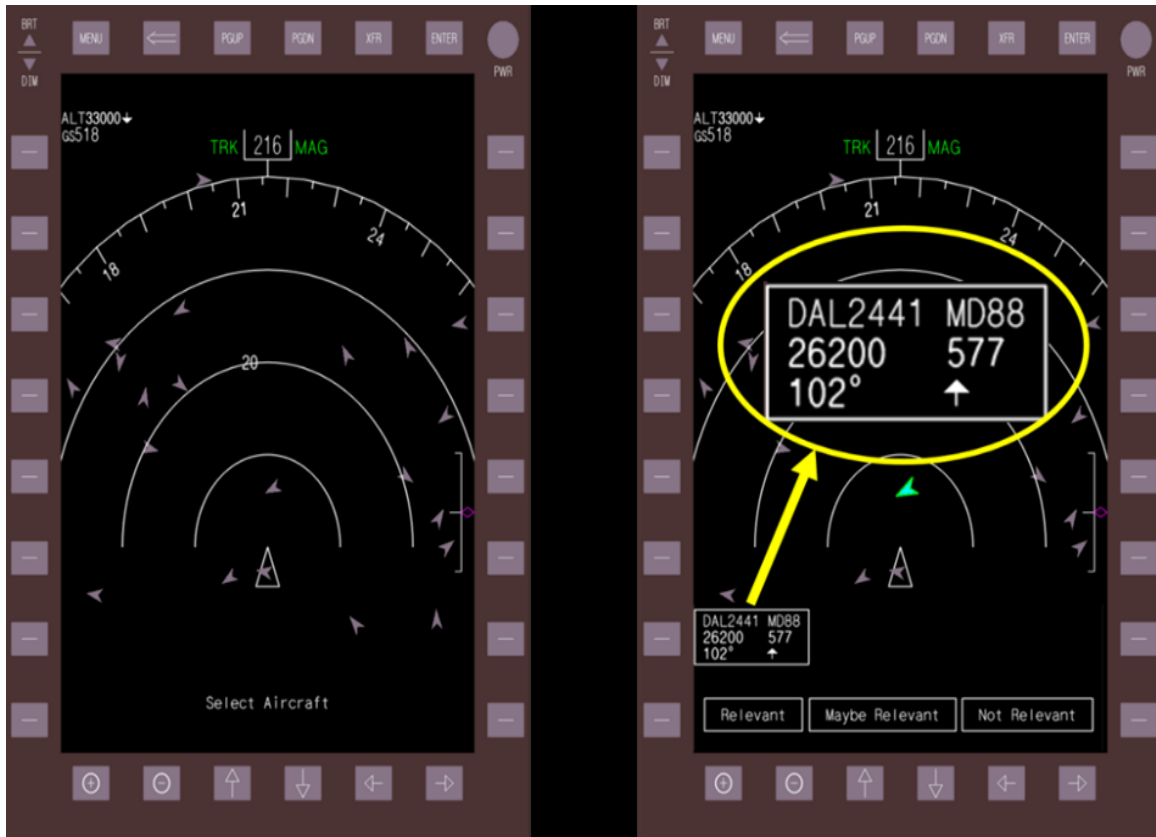 BRT
DIM
MENU
PGUP
PGDN
XFR
ENTER
PWR
ALT33000
GS518
TRK 216 MAG
18
21
24
20
Select Aircraft
BRT
DIM
MENU
PGUP
PGDN
XFR
ENTER
PWR
ALT33000
GS518
TRK 216 MAG
18
21
24
DAL2441 MD88
26200 577
102°
DAL2441 MD88
26200 577
102°
Relevant Maybe Relevant Not Relevant